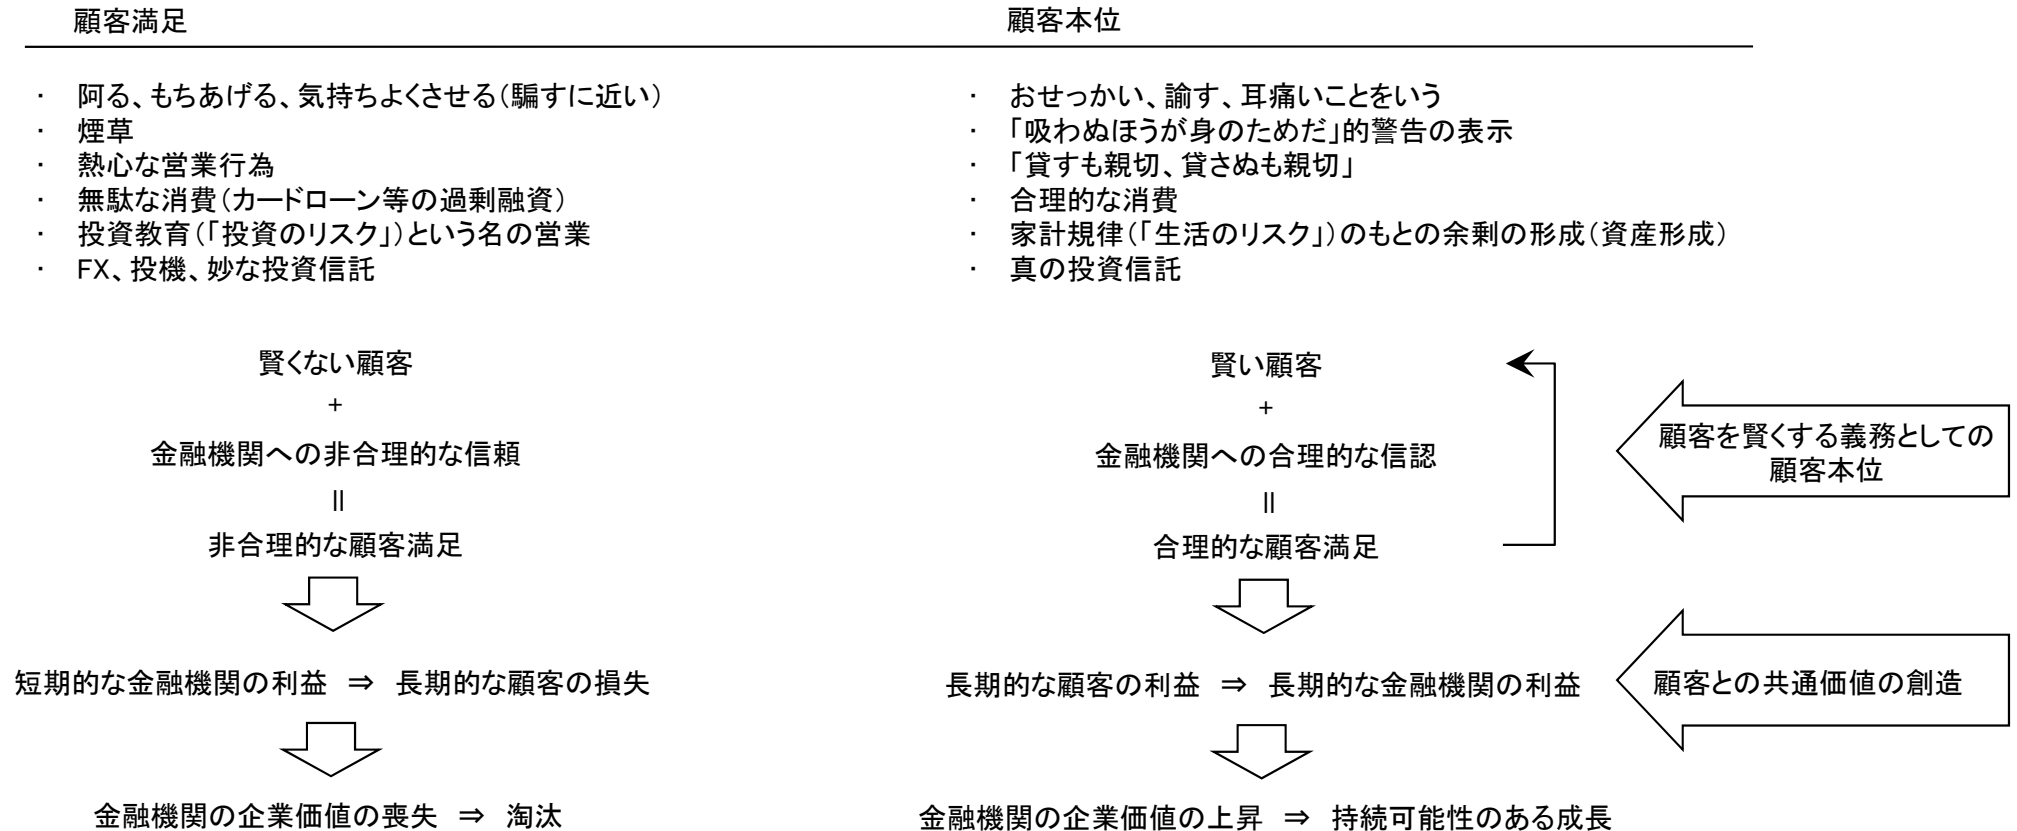 顧客満足
顧客本位
・ 阿る、もちあげる、気持ちよくさせる（騙すに近い）
・ 煙草
・ 熱心な営業行為
・ 無駄な消費（カードローン等の過剰融資）
・ 投資教育（「投資のリスク」）という名の営業
・ FX、投機、妙な投資信託
・ おせっかい、諭す、耳痛いことをいう
・ 「吸わぬほうが身のためだ」的警告の表示
・ 「貸すも親切、貸さぬも親切」
・ 合理的な消費
・ 家計規律（「生活のリスク」）のもとの余剰の形成（資産形成）
・ 真の投資信託
賢くない顧客
+
金融機関への非合理的な信頼
||
非合理的な顧客満足
短期的な金融機関の利益 ⇒ 長期的な顧客の損失
金融機関の企業価値の喪失 ⇒ 淘汰
賢い顧客
+
金融機関への合理的な信認
||
合理的な顧客満足
長期的な顧客の利益 ⇒ 長期的な金融機関の利益
金融機関の企業価値の上昇 ⇒ 持続可能性のある成長
顧客を賢くする義務としての
顧客本位
顧客との共通価値の創造